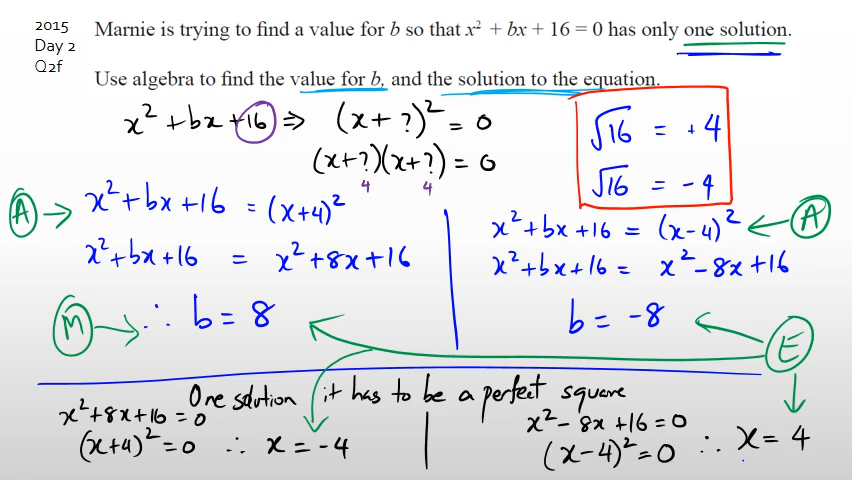 2015
Day 2
Q2f
Marnie is trying to find a value for b so that x² + bx + 16 = 0 has only one solution.
Use algebra to find the value for b, and the solution to the equation.
x² + bx + 16 ⇒ (x + ?)² = 0
(x+?)(x+?) = 0
4 4
√16 = +4
√16 = -4
A → x² + bx + 16 = (x+4)²
x² + bx + 16 = x² + 8x + 16
M → ∴ b = 8
x² + bx + 16 = (x-4)² ← A
x² + bx + 16 = x² - 8x + 16
b = -8
E
One solution it has to be a perfect square
x² + 8x + 16 = 0
(x+4)² = 0 ∴ x = -4
x² - 8x + 16 = 0
(x-4)² = 0 ∴ x = 4